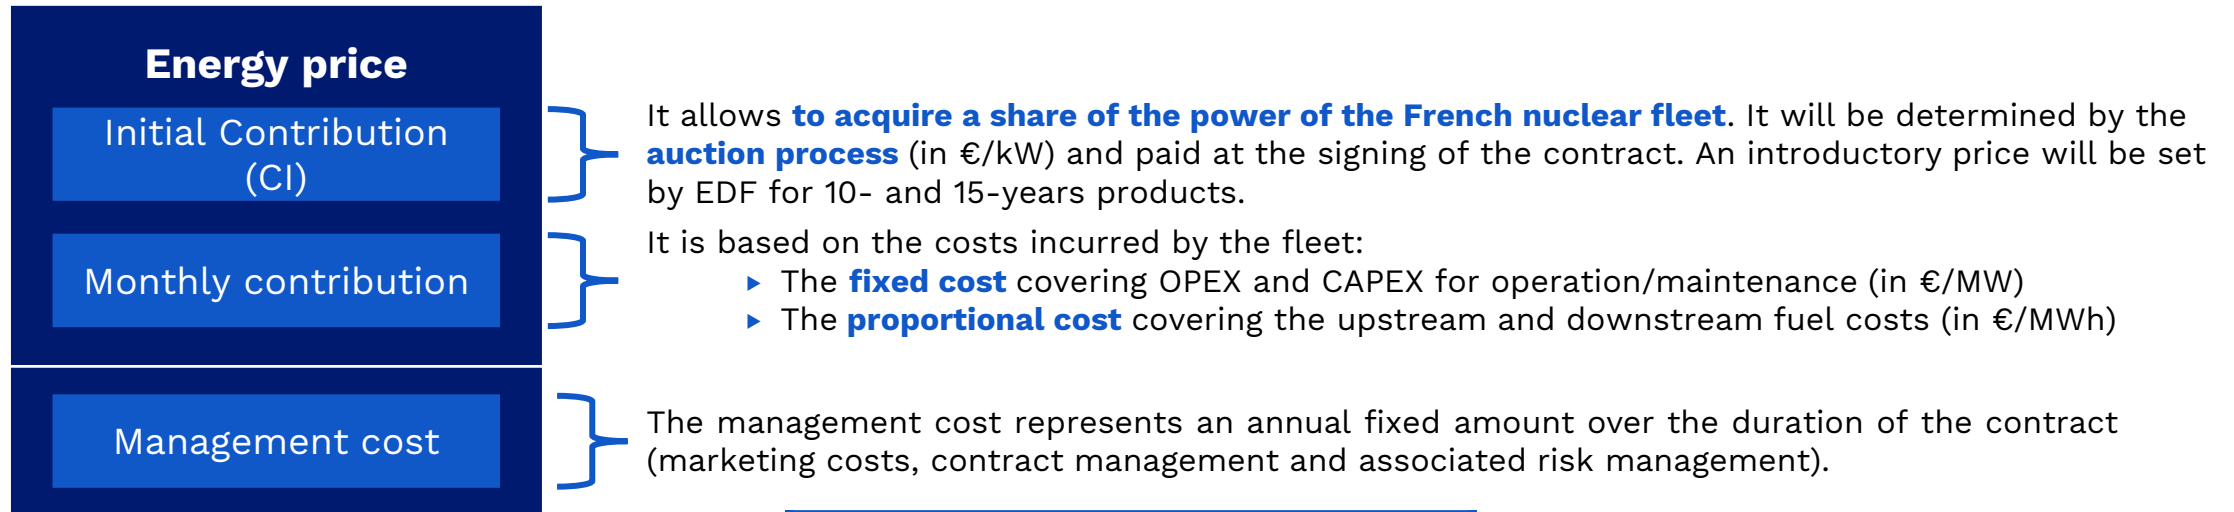 Energy price
Initial Contribution
(CI)
It allows to acquire a share of the power of the French nuclear fleet. It will be determined by the
auction process (in €/kW) and paid at the signing of the contract. An introductory price will be set
by EDF for 10- and 15-years products.
Monthly contribution
It is based on the costs incurred by the fleet:
▸ The fixed cost covering OPEX and CAPEX for operation/maintenance (in €/MW)
▸ The proportional cost covering the upstream and downstream fuel costs (in €/MWh)
Management cost
The management cost represents an annual fixed amount over the duration of the contract
(marketing costs, contract management and associated risk management).